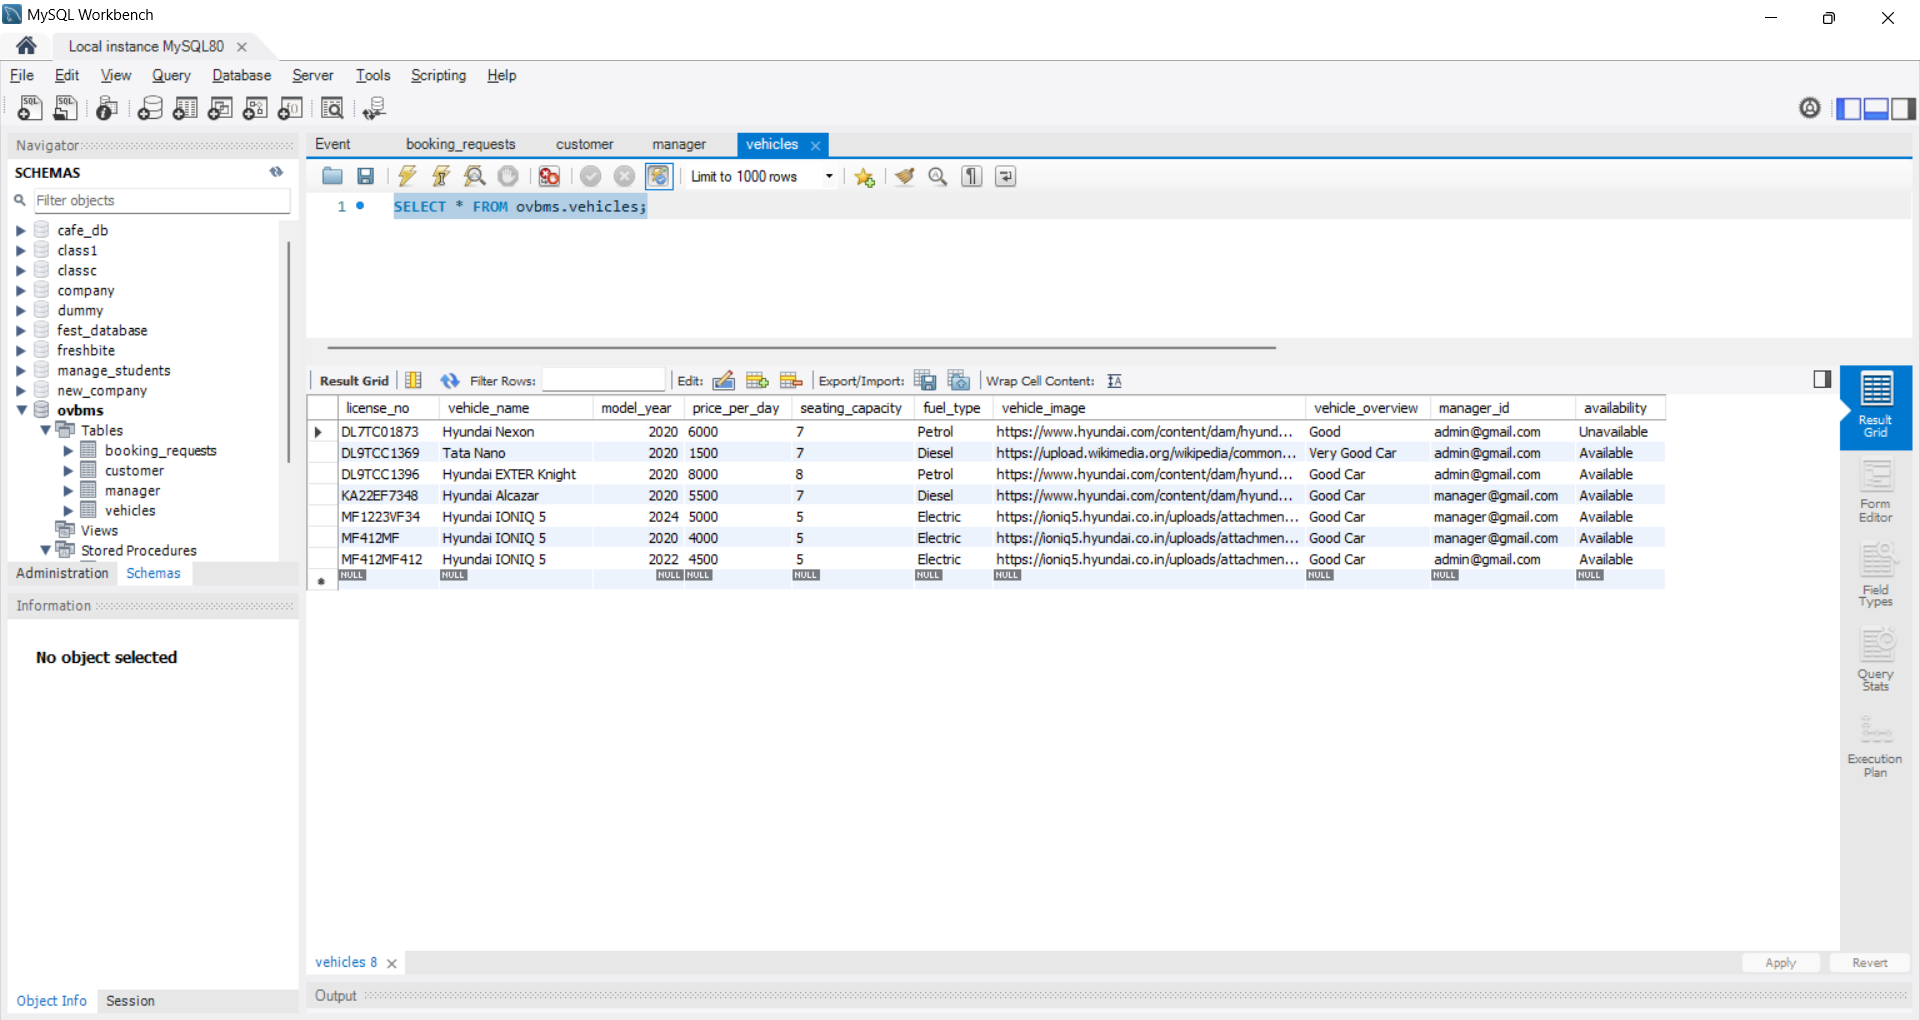 MySQL Workbench
Local instance MySQL80
File Edit View Query Database Server Tools Scripting Help
Navigator
SCHEMAS
Filter objects
cafe_db
class1
classc
company
dummy
fest_database
freshbite
manage_students
new_company
ovbms
Tables
booking_requests
customer
manager
vehicles
Views
Stored Procedures
Administration Schemas
Information
No object selected
Object Info Session
Event booking_requests customer manager vehicles
Limit to 1000 rows
1 SELECT * FROM ovbms.vehicles;
Result Grid Filter Rows: Edit: Export/Import: Wrap Cell Content:
license_no vehicle_name model_year price_per_day seating_capacity fuel_type vehicle_image vehicle_overview manager_id availability
DL7TC01873 Hyundai Nexon 2020 6000 7 Petrol https://www.hyundai.com/content/dam/hyund... Good admin@gmail.com Unavailable
DL9TCC1369 Tata Nano 2020 1500 7 Diesel https://upload.wikimedia.org/wikipedia/common... Very Good Car admin@gmail.com Available
DL9TCC1396 Hyundai EXTER Knight 2020 8000 8 Petrol https://www.hyundai.com/content/dam/hyund... Good Car admin@gmail.com Available
KA22EF7348 Hyundai Alcazar 2020 5500 7 Diesel https://www.hyundai.com/content/dam/hyund... Good Car manager@gmail.com Available
MF1223VF34 Hyundai IONIQ 5 2024 5000 5 Electric https://ioniq5.hyundai.co.in/uploads/attachmen... Good Car manager@gmail.com Available
MF412MF Hyundai IONIQ 5 2020 4000 5 Electric https://ioniq5.hyundai.co.in/uploads/attachmen... Good Car manager@gmail.com Available
MF412MF412 Hyundai IONIQ 5 2022 4500 5 Electric https://ioniq5.hyundai.co.in/uploads/attachmen... Good Car admin@gmail.com Available
NULL NULL NULL NULL NULL NULL NULL NULL NULL NULL
Result
Grid
Form
Editor
Field
Types
Query
Stats
Execution
Plan
vehicles 8
Apply Revert
Output